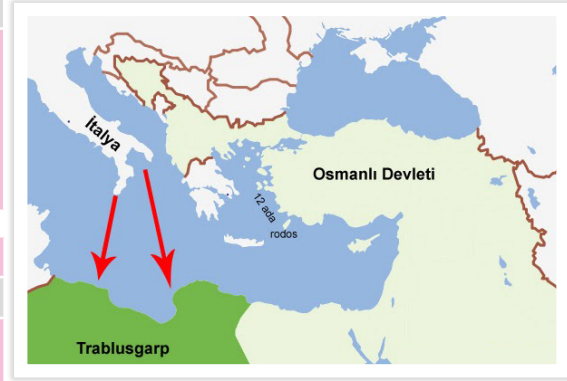 İtalya
Osmanlı Devleti
12 ada
rodos
Trablusgarp